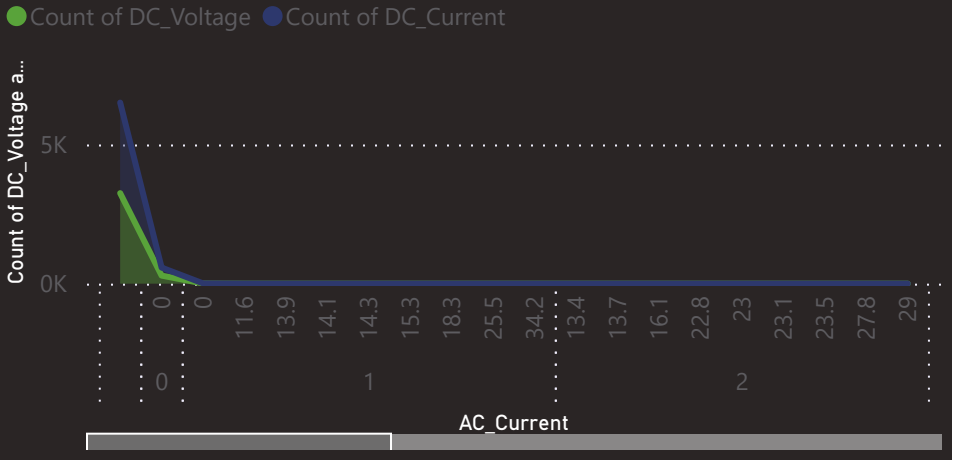 Count of DC_Voltage Count of DC_Current
Count of DC_Voltage a...
5K
0K
0 0 11.6 13.9 14.1 14.3 15.3 18.3 25.5 34.2 13.4 13.7 16.1 22.8 23 23.1 23.5 27.8 29
0 1 2
AC_Current